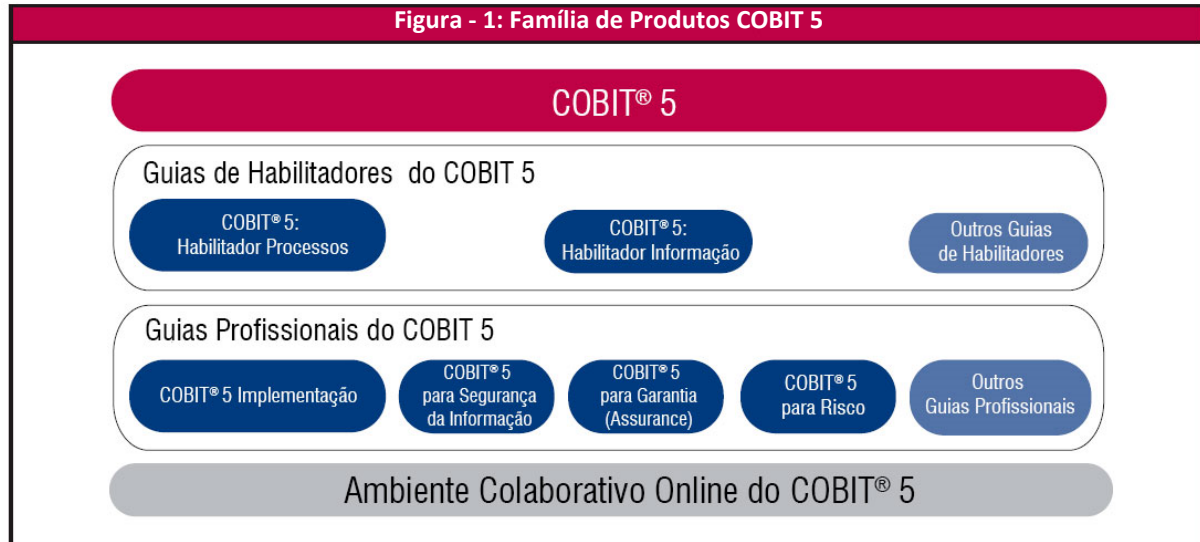 Figura - 1: Família de Produtos COBIT 5
COBIT® 5
Guias de Habilitadores do COBIT 5
COBIT® 5:
Habilitador Processos
COBIT® 5:
Habilitador Informação
Outros Guias
de Habilitadores
Guias Profissionais do COBIT 5
COBIT® 5 Implementação
COBIT® 5
para Segurança
da Informação
COBIT® 5
para Garantia
(Assurance)
COBIT® 5
para Risco
Outros
Guias Profissionais
Ambiente Colaborativo Online do COBIT® 5